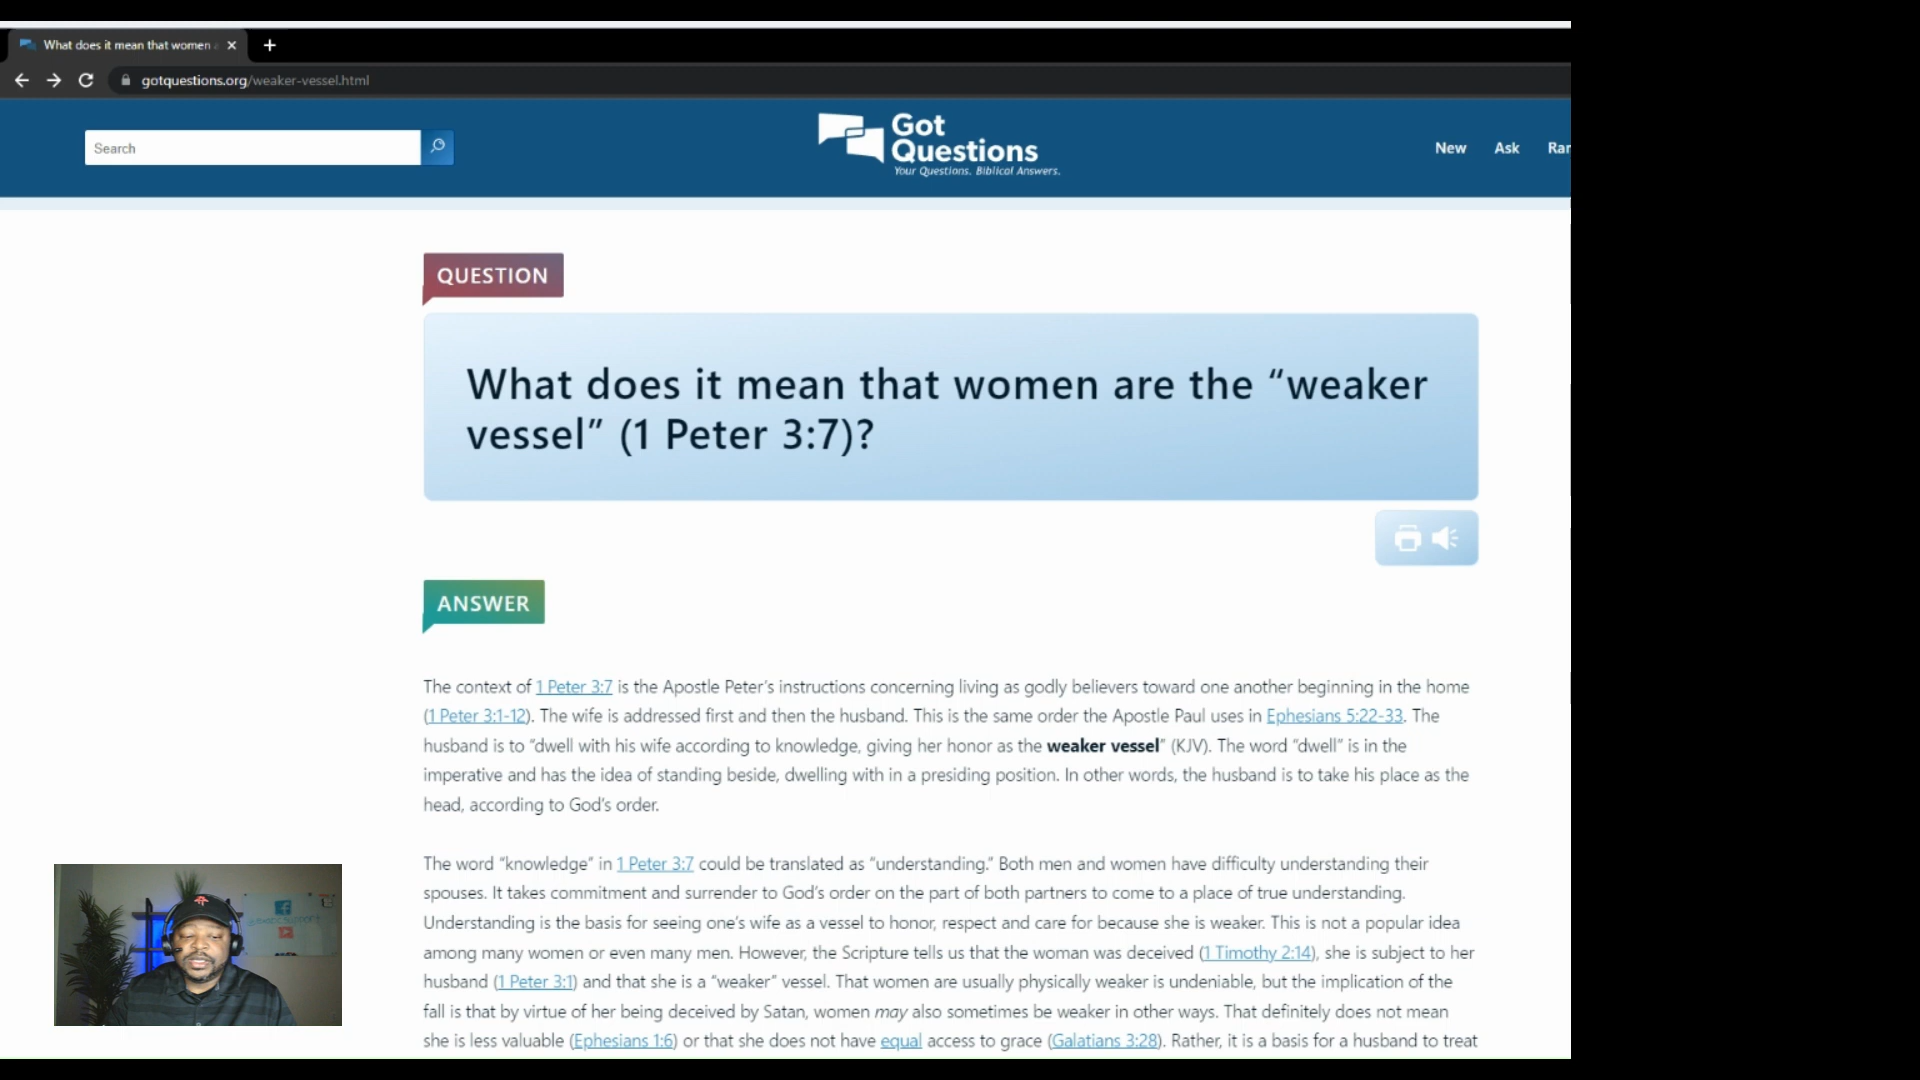 What does it mean that women
gotquestions.org/weaker-vessel.html
Search
Got
Questions
Your Questions. Biblical Answers.
New
Ask
QUESTION
What does it mean that women are the “weaker
vessel” (1 Peter 3:7)?
ANSWER
The context of 1 Peter 3:7 is the Apostle Peter's instructions concerning living as godly believers toward one another beginning in the home
(1 Peter 3:1-12). The wife is addressed first and then the husband. This is the same order the Apostle Paul uses in Ephesians 5:22-33. The
husband is to “dwell with his wife according to knowledge, giving her honor as the weaker vessel” (KJV). The word “dwell” is in the
imperative and has the idea of standing beside, dwelling with in a presiding position. In other words, the husband is to take his place as the
head, according to God's order.
The word “knowledge” in 1 Peter 3:7 could be translated as “understanding.” Both men and women have difficulty understanding their
spouses. It takes commitment and surrender to God's order on the part of both partners to come to a place of true understanding.
Understanding is the basis for seeing one's wife as a vessel to honor, respect and care for because she is weaker. This is not a popular idea
among many women or even many men. However, the Scripture tells us that the woman was deceived (1 Timothy 2:14), she is subject to her
husband (1 Peter 3:1) and that she is a “weaker” vessel. That women are usually physically weaker is undeniable, but the implication of the
fall is that by virtue of her being deceived by Satan, women may also sometimes be weaker in other ways. That definitely does not mean
she is less valuable (Ephesians 1:6) or that she does not have equal access to grace (Galatians 3:28). Rather, it is a basis for a husband to treat